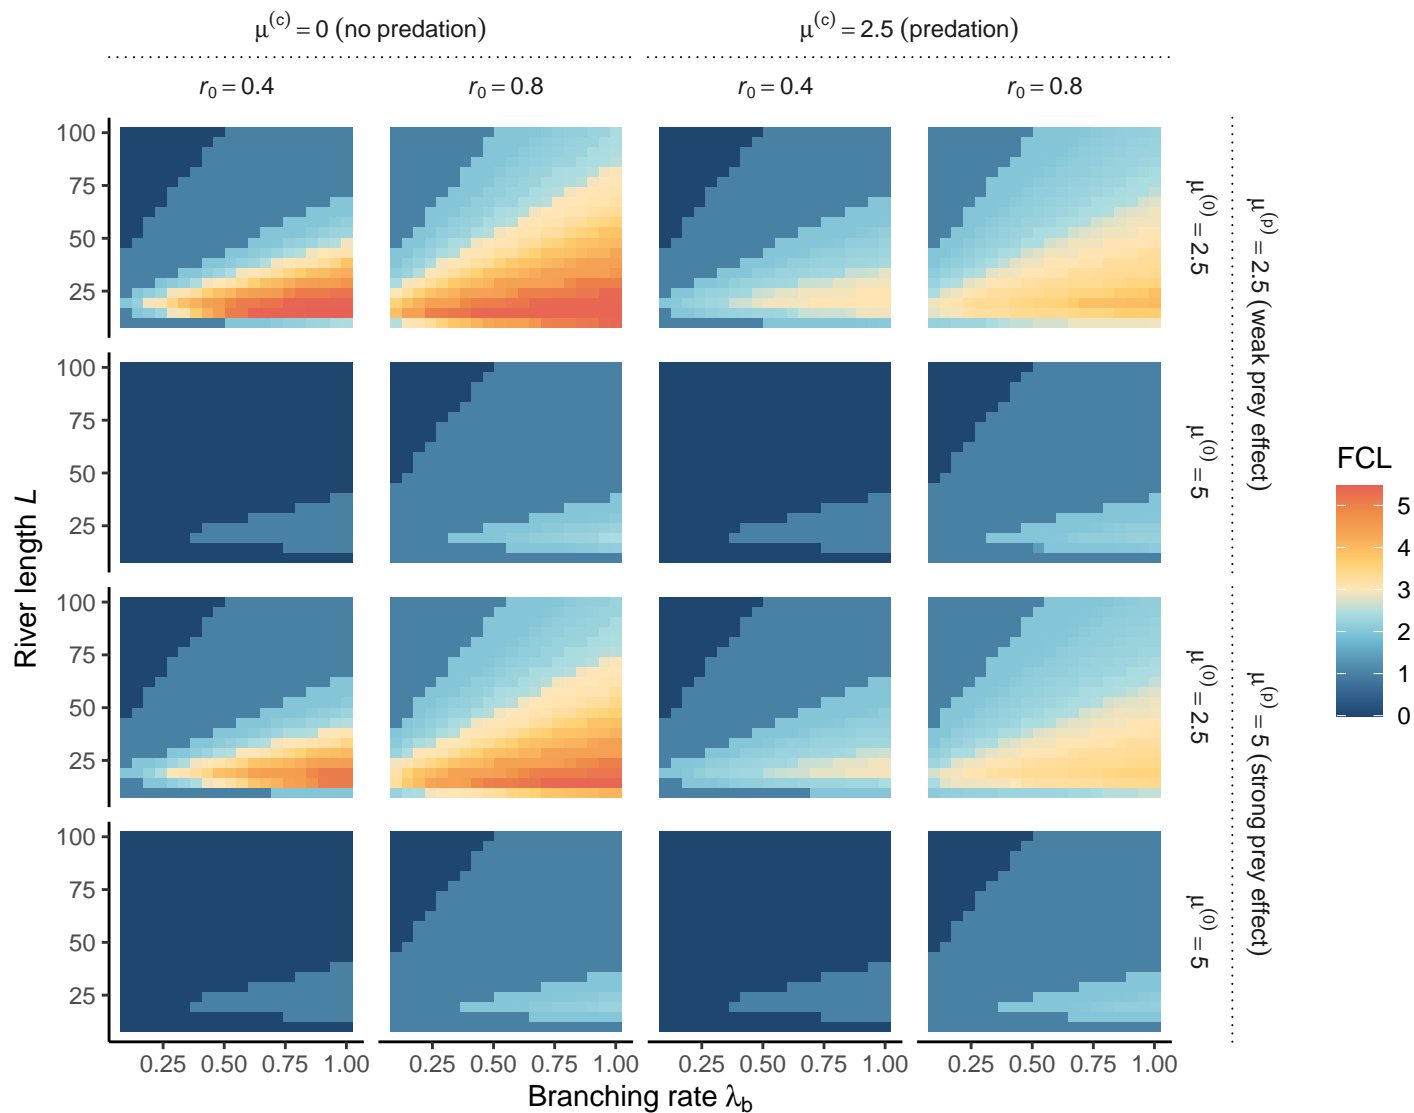 μ(c) = 0 (no predation)
μ(c) = 2.5 (predation)
r0 = 0.4
r0 = 0.8
r0 = 0.4
r0 = 0.8
100
75
50
25
100
75
50
25
100
75
50
25
100
75
50
25
River length L
0.25 0.50 0.75 1.00
0.25 0.50 0.75 1.00
0.25 0.50 0.75 1.00
0.25 0.50 0.75 1.00
Branching rate λb
μ(0) = 2.5
μ(0) = 5
μ(0) = 2.5
μ(0) = 5
μ(p) = 2.5 (weak prey effect)
μ(p) = 5 (strong prey effect)
FCL
5
4
3
2
1
0